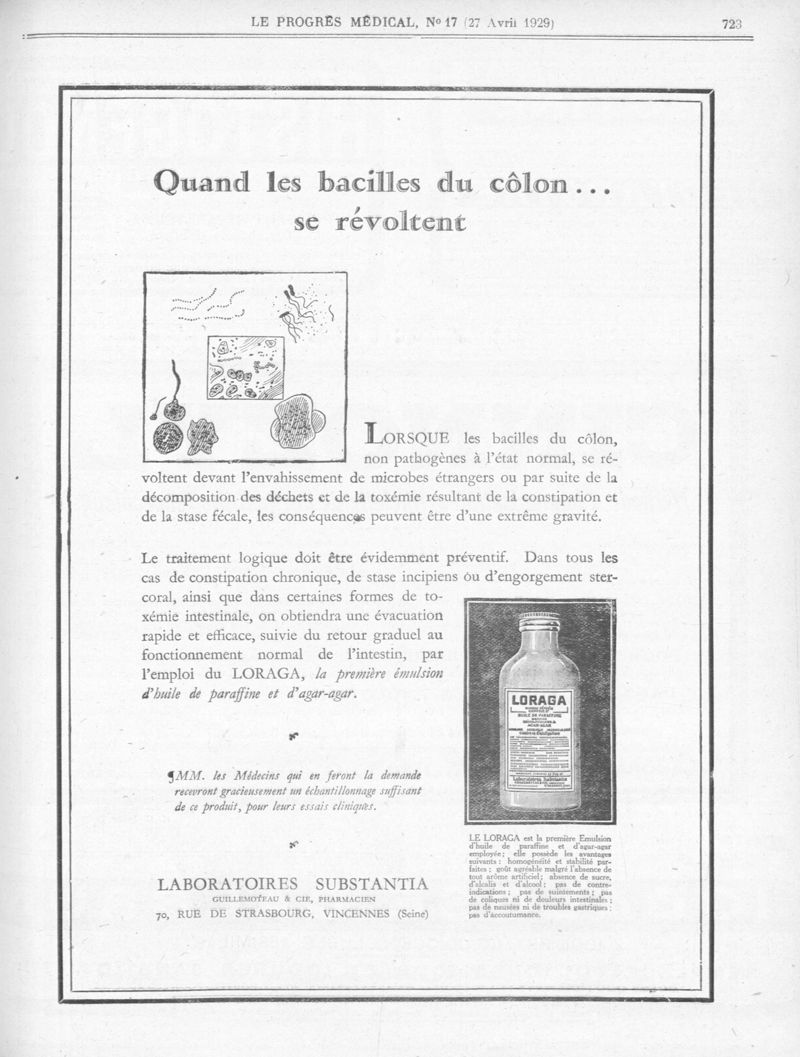 LE PROGRÈS MÉDICAL, Nº 17 (27 Avril 1929)
723
Quand les bacilles du côlon...
se révoltent
LORSQUE les bacilles du côlon,
non pathogènes à l'état normal, se ré-
voltent devant l'envahissement de microbes étrangers ou par suite de la
décomposition des déchets et de la toxémie résultant de la constipation et
de la stase fécale, les conséquences peuvent être d'une extrême gravité.
Le traitement logique doit être évidemment préventif. Dans tous les
cas de constipation chronique, de stase incipiens ou d'engorgement ster-
coral, ainsi que dans certaines formes de to-
xémie intestinale, on obtiendra une évacuation
rapide et efficace, suivie du retour graduel au
fonctionnement normal de l'intestin, par
l'emploi du LORAGA, la première émulsion
d'huile de paraffine et d'agar-agar.
¶MM. les Médecins qui en feront la demande
recevront gracieusement un échantillonnage suffisant
de ce produit, pour leurs essais cliniques.
LABORATOIRES SUBSTANTIA
GUILLEMOTEAU & CIE, PHARMACIEN
70, RUE DE STRASBOURG, VINCENNES (Seine)
LORAGA
HUILE DE PARAFFINE
AGAR-AGAR
Laboratoires Substantia
LE LORAGA est la première Emulsion
d'huile de paraffine et d'agar-agar
employée; elle possède les avantages
suivants : homogénéité et stabilité par-
faites ; goût agréable malgré l'absence de
tout arôme artificiel; absence de sucre,
d'alcalis et d'alcool; pas de contre-
indications ; pas de suintements ; pas
de coliques ni de douleurs intestinales ;
pas de nausées ni de troubles gastriques ;
pas d'accoutumance.